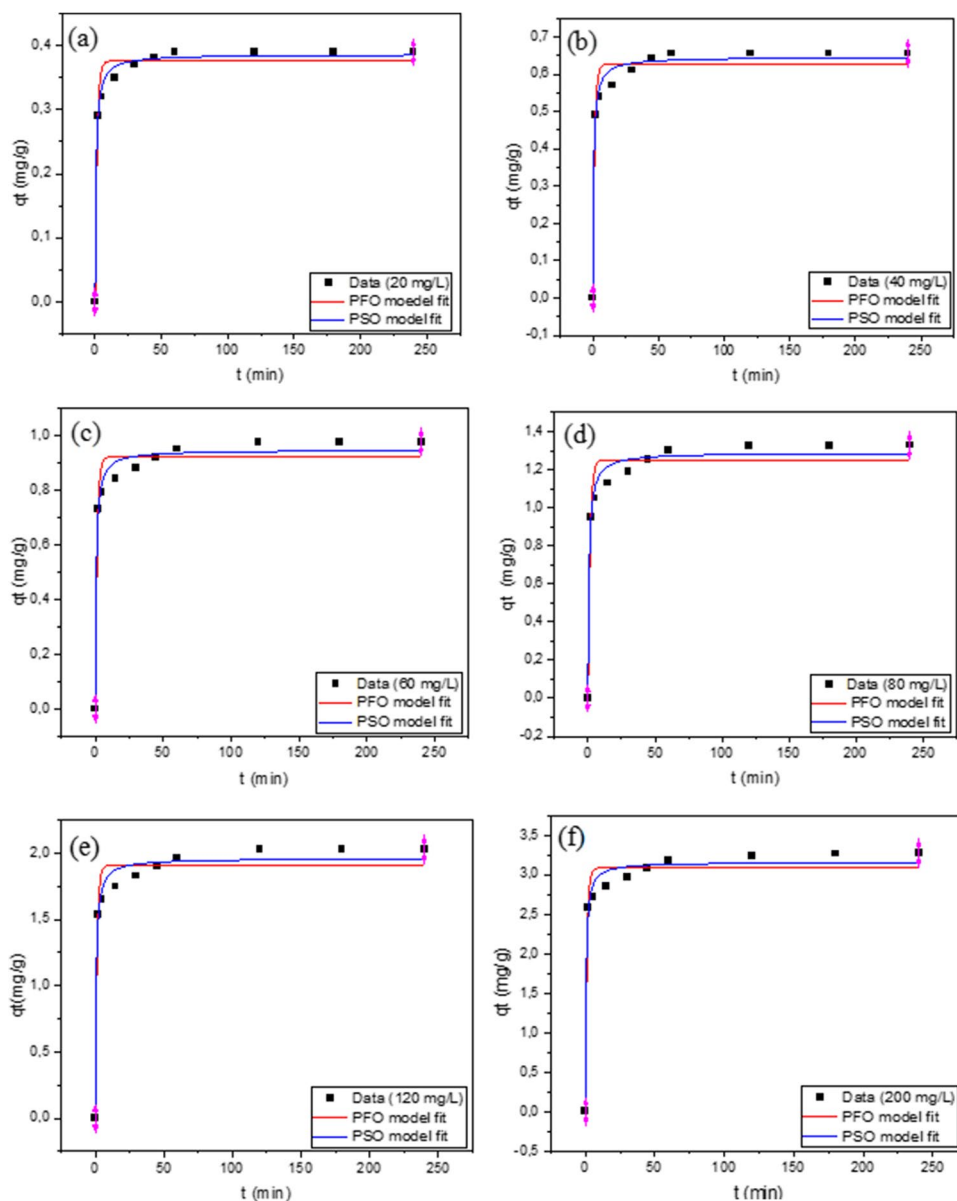 (a)
0,4
0,3
0,2
0,1
0,0
qt (mg/g)
Data (20 mg/L)
PFO moedel fit
PSO model fit
0 50 100 150 200 250
t (min)
(b)
0,7
0,6
0,5
0,4
0,3
0,2
0,1
0,0
-0,1
qt (mg/g)
Data (40 mg/L)
PFO model fit
PSO model fit
0 50 100 150 200 250
t (min)
(c)
1,0
0,8
0,6
0,4
0,2
0,0
qt (mg/g)
Data (60 mg/L)
PFO model fit
PSO model fit
0 50 100 150 200 250
t (min)
(d)
1,4
1,2
1,0
0,8
0,6
0,4
0,2
0,0
-0,2
qt (mg/g)
Data (80 mg/L)
PFO model fit
PSO model fit
0 50 100 150 200 250
t (min)
(e)
2,0
1,5
1,0
0,5
0,0
qt(mg/g)
Data (120 mg/L)
PFO model fit
PSO model fit
0 50 100 150 200 250
t (min)
(f)
3,5
3,0
2,5
2,0
1,5
1,0
0,5
0,0
-0,5
qt (mg/g)
Data (200 mg/L)
PFO model fit
PSO model fit
0 50 100 150 200 250
t (min)